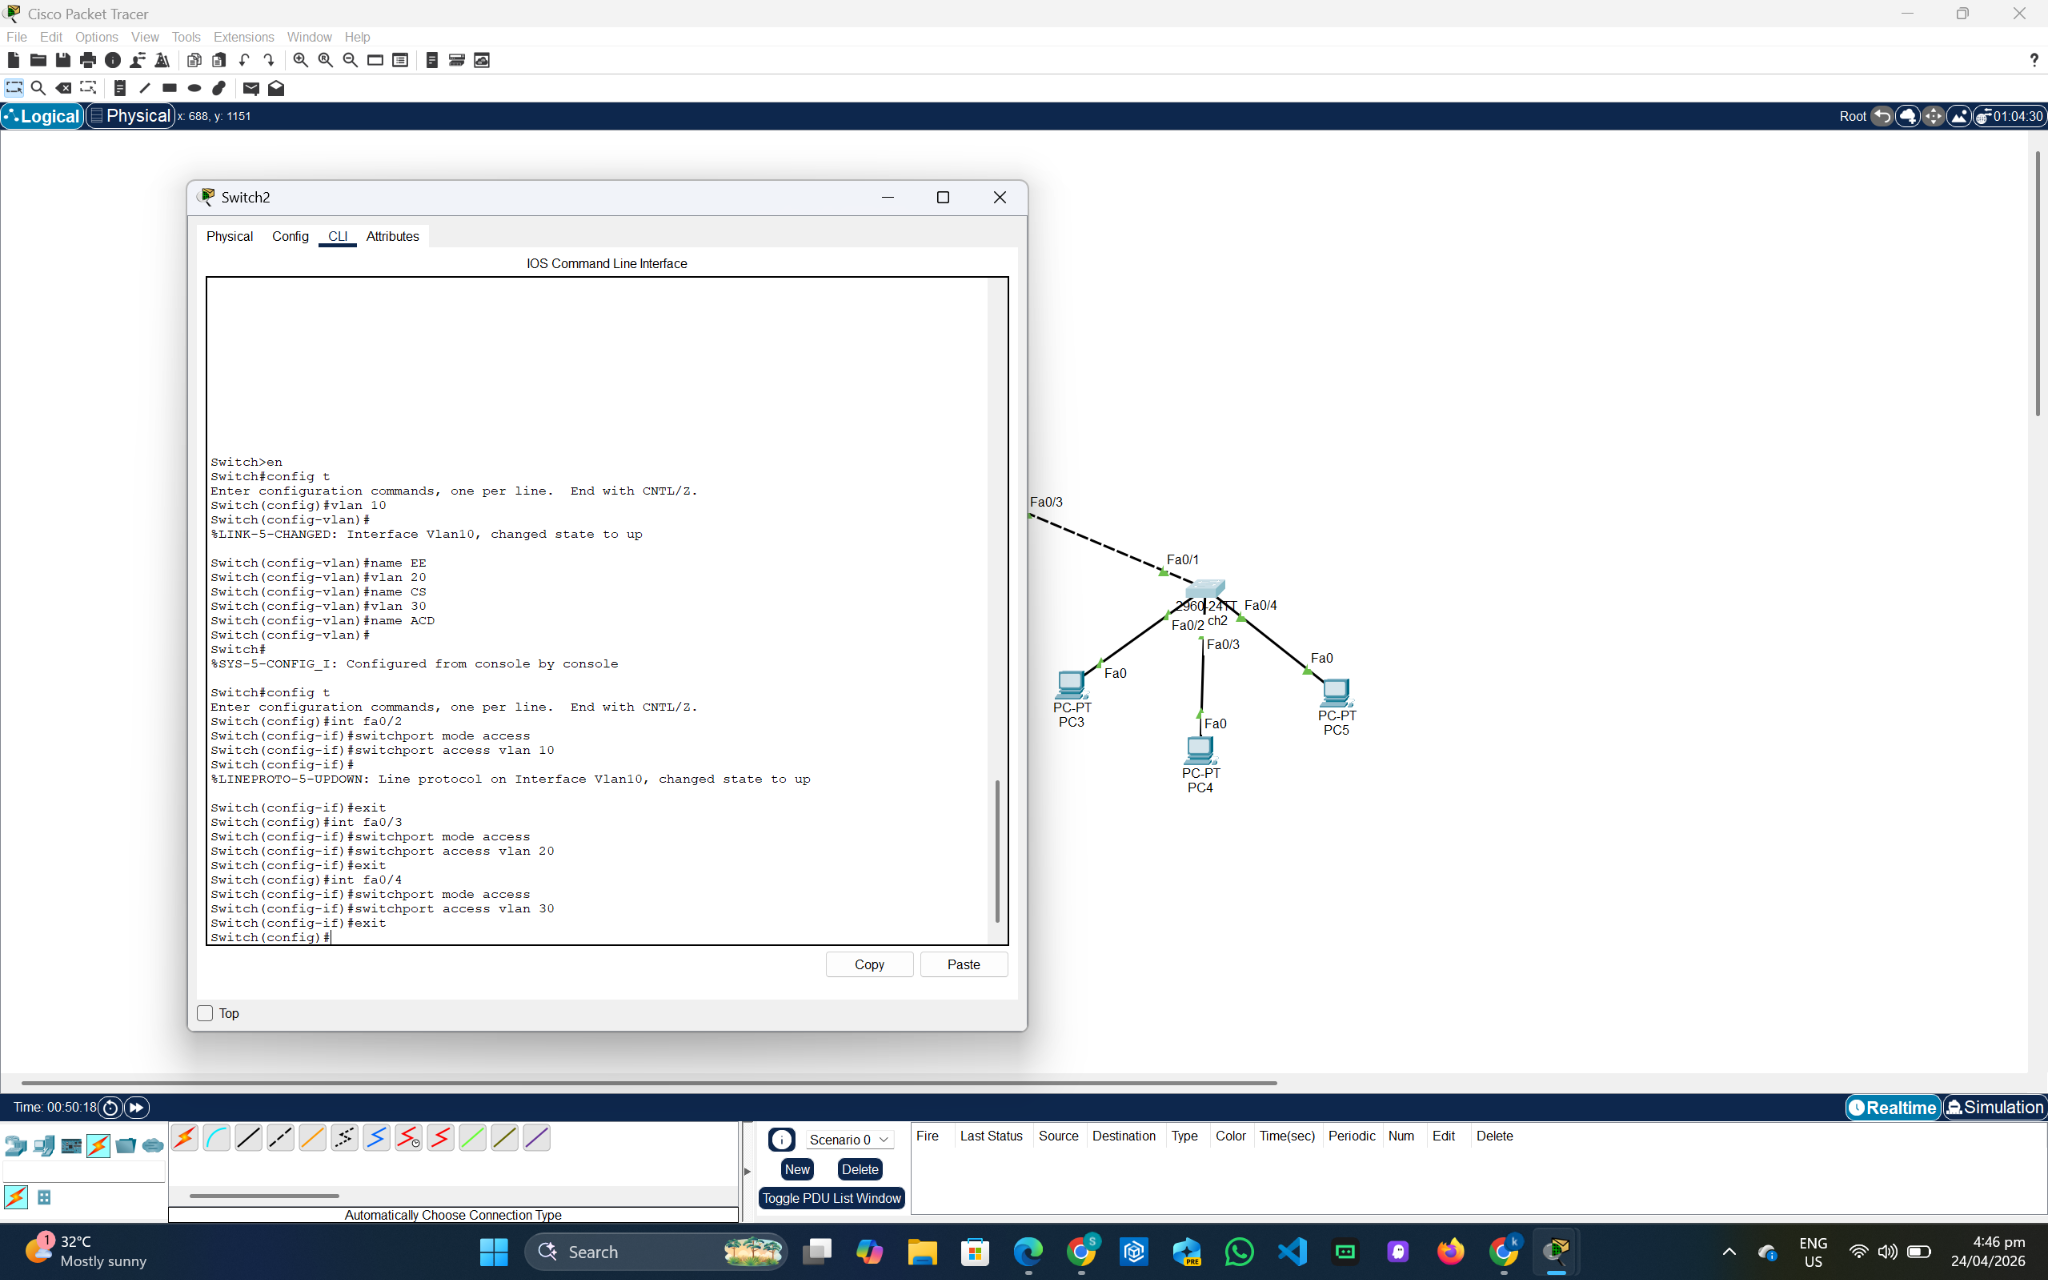 Cisco Packet Tracer
File Edit Options View Tools Extensions Window Help
?
Logical Physical x: 688, y: 1151 Root 01:04:30
Switch2
Physical Config CLI Attributes
IOS Command Line Interface
Switch>en
Switch#config t
Enter configuration commands, one per line.  End with CNTL/Z.
Switch(config)#vlan 10
Switch(config-vlan)#
%LINK-5-CHANGED: Interface Vlan10, changed state to up
Switch(config-vlan)#name EE
Switch(config-vlan)#vlan 20
Switch(config-vlan)#name CS
Switch(config-vlan)#vlan 30
Switch(config-vlan)#name ACD
Switch(config-vlan)#
Switch#
%SYS-5-CONFIG_I: Configured from console by console
Switch#config t
Enter configuration commands, one per line.  End with CNTL/Z.
Switch(config)#int fa0/2
Switch(config-if)#switchport mode access
Switch(config-if)#switchport access vlan 10
Switch(config-if)#
%LINEPROTO-5-UPDOWN: Line protocol on Interface Vlan10, changed state to up
Switch(config-if)#exit
Switch(config)#int fa0/3
Switch(config-if)#switchport mode access
Switch(config-if)#switchport access vlan 20
Switch(config-if)#exit
Switch(config)#int fa0/4
Switch(config-if)#switchport mode access
Switch(config-if)#switchport access vlan 30
Switch(config-if)#exit
Switch(config)#
Copy Paste
Top
Fa0/3
Fa0/1
2960-24TT Fa0/4
ch2
Fa0/2
Fa0/3
Fa0
Fa0
PC-PT
PC3
PC-PT
PC5
Fa0
PC-PT
PC4
Time: 00:50:18 Realtime Simulation
Scenario 0
New Delete
Toggle PDU List Window
Fire Last Status Source Destination Type Color Time(sec) Periodic Num Edit Delete
Automatically Choose Connection Type
1
32°C
Mostly sunny
Search
PRE
S
k
ENG
US
4:46 pm
24/04/2026